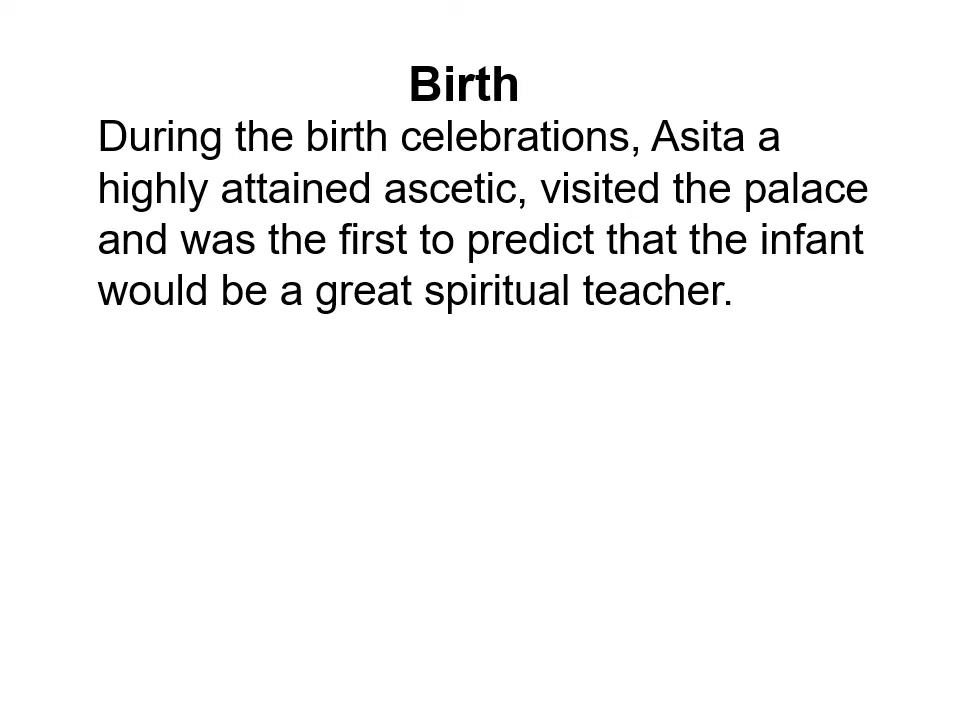 Birth
During the birth celebrations, Asita a
highly attained ascetic, visited the palace
and was the first to predict that the infant
would be a great spiritual teacher.